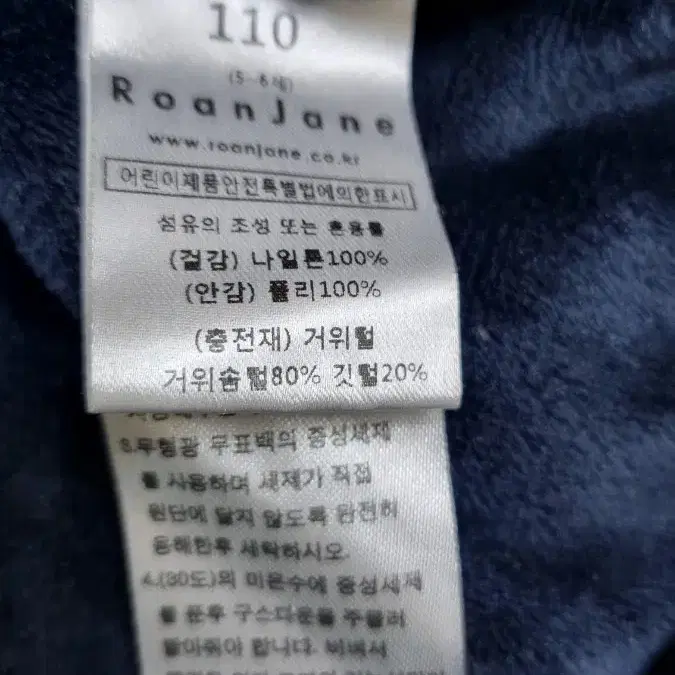 110
(5-6세)
RoanJane
www.roanjane.co.kr
어린이제품안전특별법에의한표시
섬유의 조성 또는 혼용률
(겉감) 나일론100%
(안감) 폴리100%
(충전재) 거위털
거위솜털80% 깃털20%
3.무형광 무표백의 중성세제
를 사용하며 세제가 직접
원단에 닿지 않도록 완전히
용해한후 세탁하시오.
4.(30도)의 미온수에 중성세제
를 푼후 구스다운을 주물러
빨아줘야 합니다. 비벼서